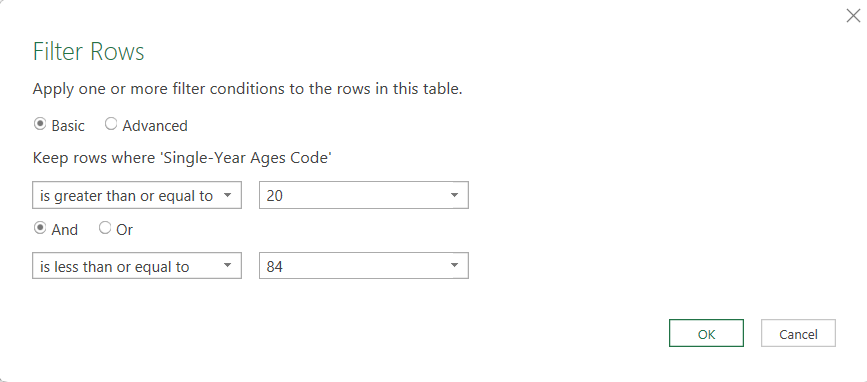 Filter Rows
Apply one or more filter conditions to the rows in this table.
Basic Advanced
Keep rows where 'Single-Year Ages Code'
is greater than or equal to 20
And Or
is less than or equal to 84
OK Cancel